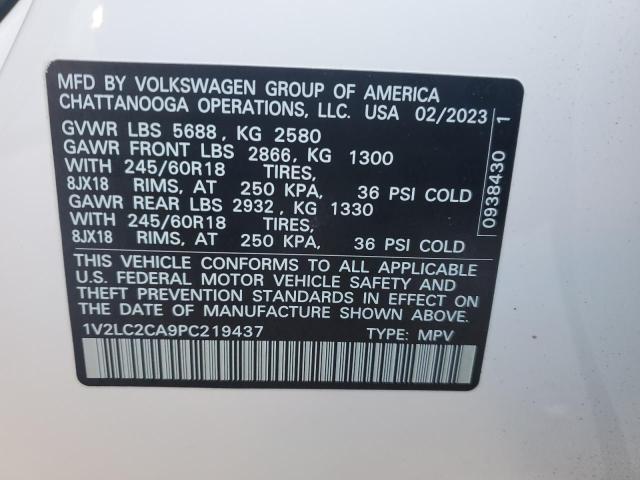 MFD BY VOLKSWAGEN GROUP OF AMERICA
CHATTANOOGA OPERATIONS, LLC. USA 02/2023
GVWR LBS 5688, KG 2580
GAWR FRONT LBS 2866, KG 1300
WITH 245/60R18 TIRES,
8JX18 RIMS, AT 250 KPA, 36 PSI COLD
GAWR REAR LBS 2932, KG 1330
WITH 245/60R18 TIRES,
8JX18 RIMS, AT 250 KPA, 36 PSI COLD
THIS VEHICLE CONFORMS TO ALL APPLICABLE
U.S. FEDERAL MOTOR VEHICLE SAFETY AND
THEFT PROTECTION STANDARDS IN EFFECT ON
THE DATE OF MANUFACTURE SHOWN ABOVE.
1V2LC2CA9PC219437 TYPE: MPV
0938430 1